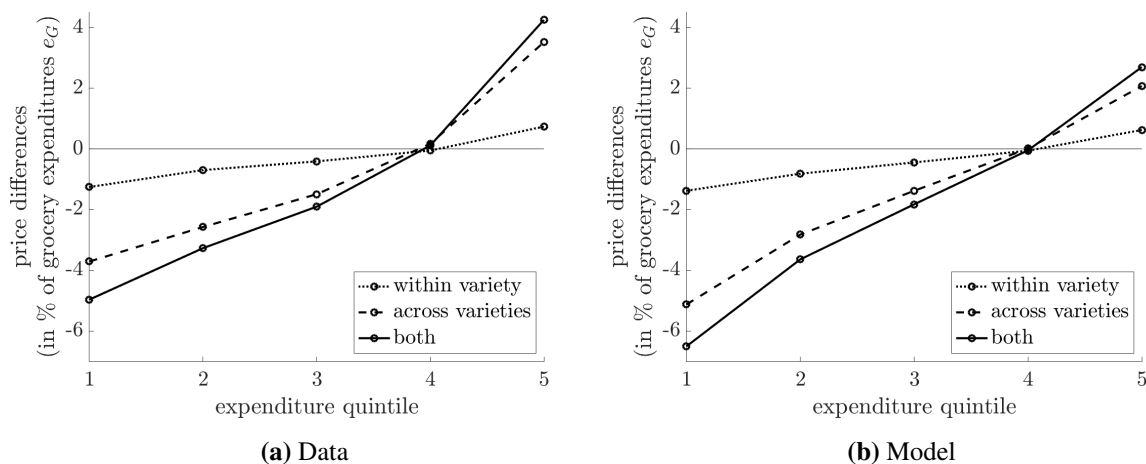 price differences
(in % of grocery expenditures e_G)
4
2
0
-2
-4
-6
within variety
across varieties
both
1 2 3 4 5
expenditure quintile
(a) Data
price differences
(in % of grocery expenditures e_G)
4
2
0
-2
-4
-6
within variety
across varieties
both
1 2 3 4 5
expenditure quintile
(b) Model